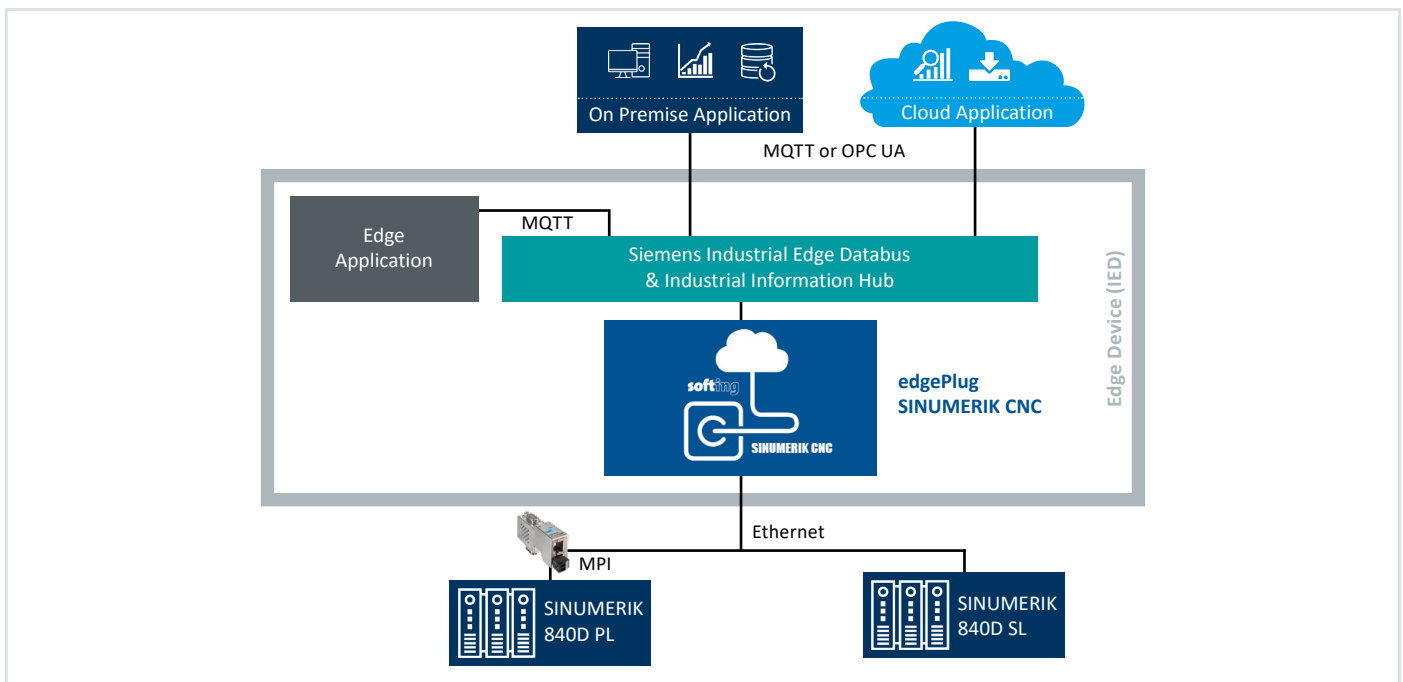 On Premise Application
Cloud Application
MQTT or OPC UA
Edge
Application
MQTT
Siemens Industrial Edge Databus
& Industrial Information Hub
Edge Device (IED)
softing
SINUMERIK CNC
edgePlug
SINUMERIK CNC
Ethernet
MPI
SINUMERIK
840D PL
SINUMERIK
840D SL